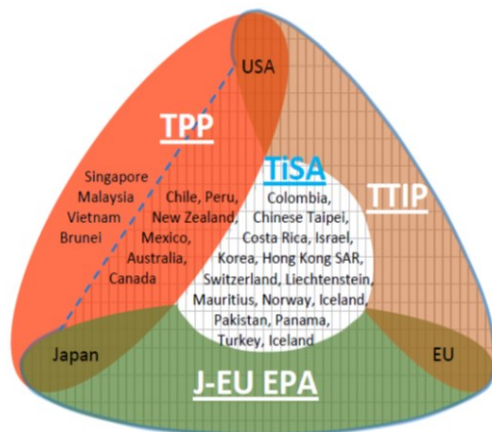 USA
TPP
Singapore
Malaysia
Vietnam
Brunei
Chile, Peru,
New Zealand,
Mexico,
Australia,
Canada
TiSA
Colombia,
Chinese Taipei,
Costa Rica, Israel,
Korea, Hong Kong SAR,
Switzerland, Liechtenstein,
Mauritius, Norway, Iceland,
Pakistan, Panama,
Turkey, Iceland
TTIP
Japan
EU
J-EU EPA